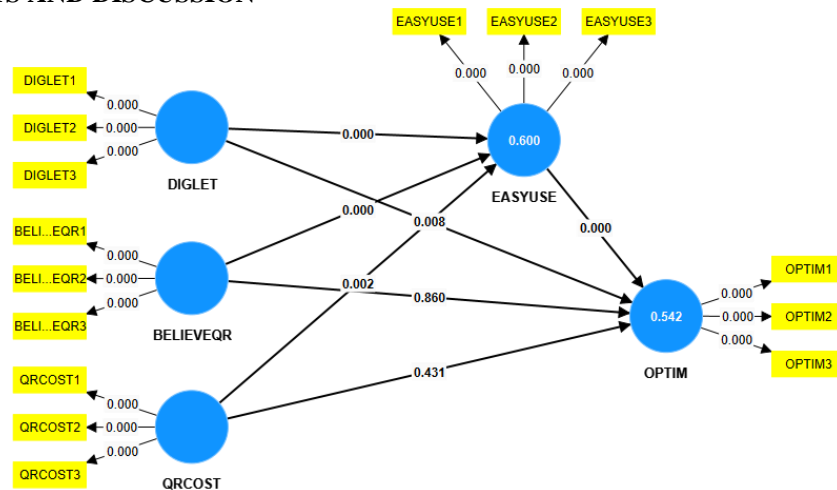 EASYUSE1
EASYUSE2
EASYUSE3
0.000
0.000
0.000
DIGLET1
DIGLET2
DIGLET3
0.000
0.000
0.000
DIGLET
0.000
0.600
EASYUSE
0.000
0.008
0.000
BELI...EQR1
BELI...EQR2
BELI...EQR3
0.000
0.000
0.000
BELIEVEQR
0.002
0.860
0.542
OPTIM
0.000
0.000
0.000
OPTIM1
OPTIM2
OPTIM3
QRCOST1
QRCOST2
QRCOST3
0.000
0.000
0.000
QRCOST
0.431